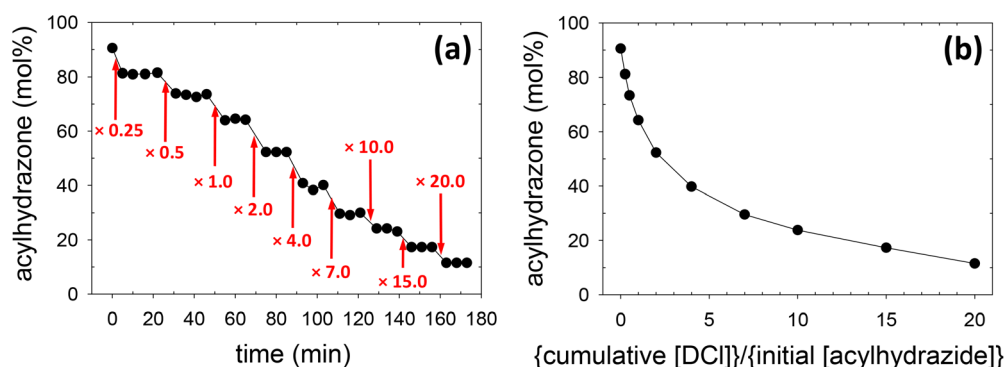 (a)
100
80
60
40
20
0
acylhydrazone (mol%)
× 0.25
× 0.5
× 1.0
× 2.0
× 4.0
× 7.0
× 10.0
× 15.0
× 20.0
0 20 40 60 80 100 120 140 160 180
time (min)
(b)
100
80
60
40
20
0
acylhydrazone (mol%)
0 5 10 15 20
{cumulative [DCl]}/{initial [acylhydrazide]}